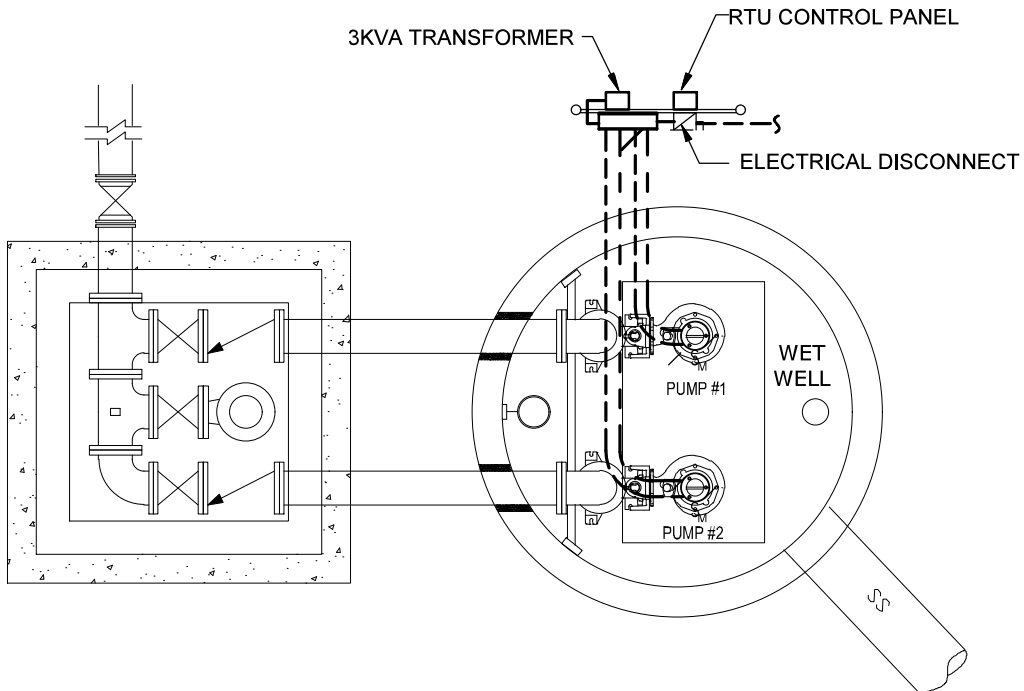 RTU CONTROL PANEL
3KVA TRANSFORMER
ELECTRICAL DISCONNECT
WET
WELL
M
PUMP #1
M
PUMP #2
SS